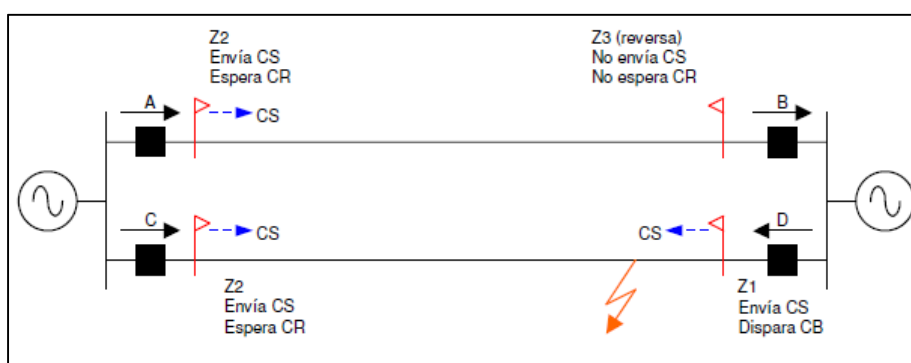 Z2
Envía CS
Espera CR
Z3 (reversa)
No envía CS
No espera CR
A
CS
B
C
CS
CS
D
Z2
Envía CS
Espera CR
Z1
Envía CS
Dispara CB